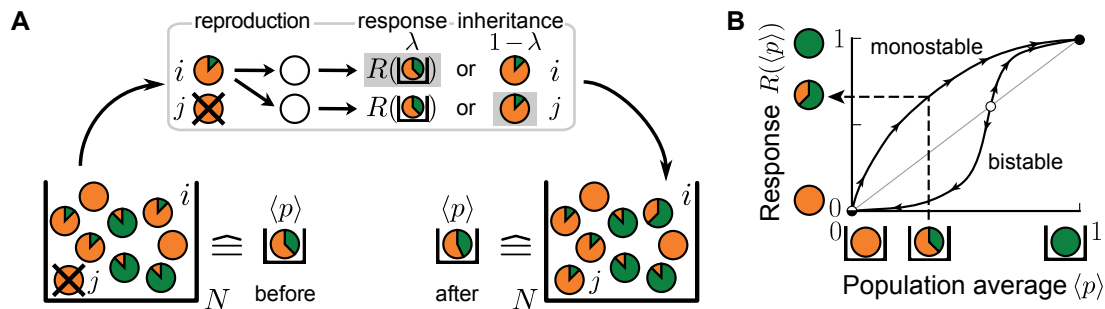 A
reproduction response inheritance
λ 1 − λ
i R( ) or i
j R( ) or j
i
j
N
⟨p⟩
before
⟨p⟩
after
i
j
N
B
Response R(⟨p⟩)
1
0
monostable
bistable
0
1
Population average ⟨p⟩